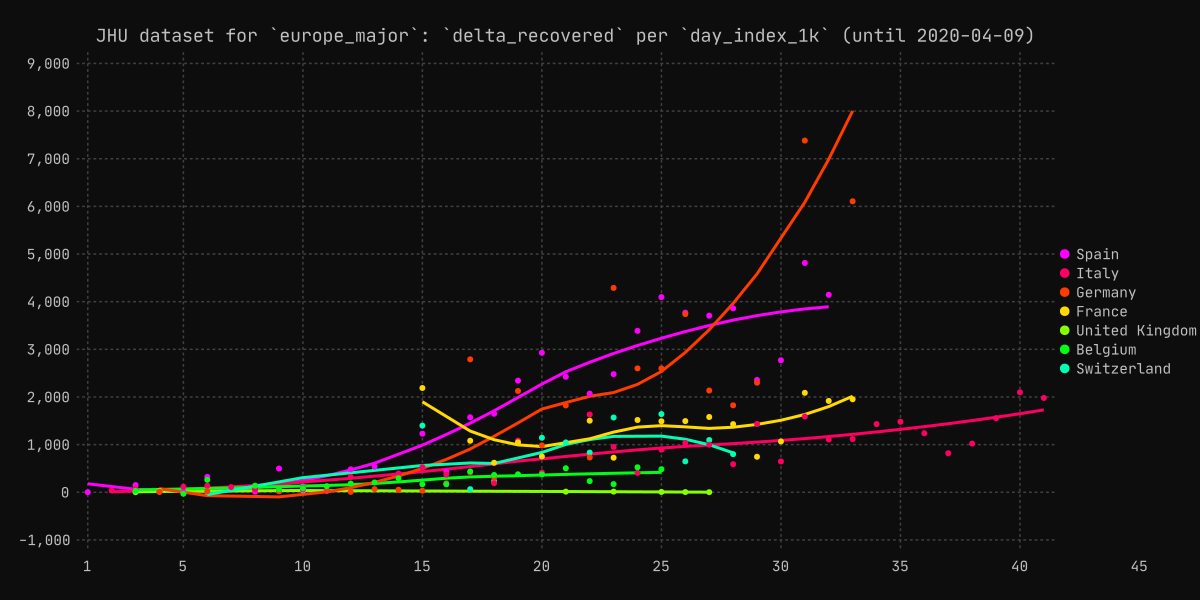 JHU dataset for `europe_major`: `delta_recovered` per `day_index_1k` (until 2020-04-09)
9,000
8,000
7,000
6,000
5,000
4,000
3,000
2,000
1,000
0
-1,000
1 5 10 15 20 25 30 35 40 45
Spain
Italy
Germany
France
United Kingdom
Belgium
Switzerland